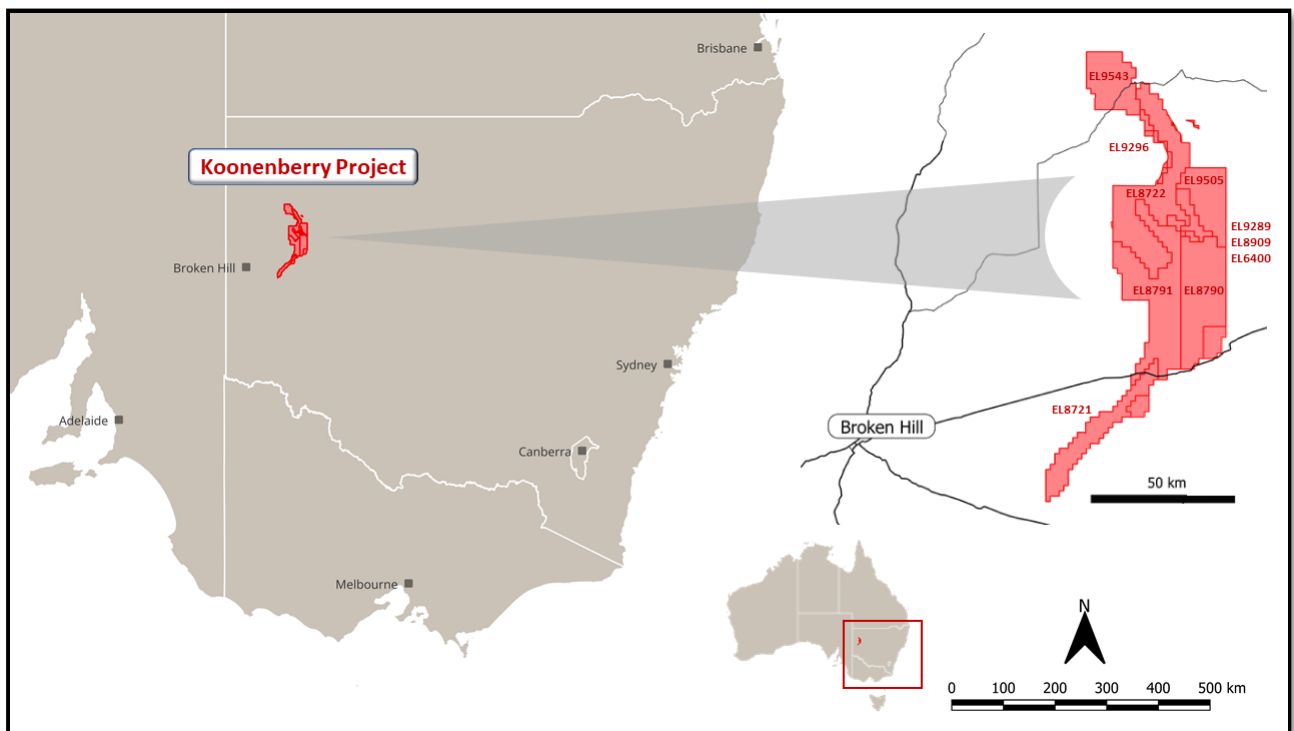 Brisbane
Koonenberry Project
Broken Hill
Sydney
Adelaide
Canberra
Melbourne
EL9543
EL9296
EL9505
EL8722
EL9289
EL8909
EL6400
EL8791
EL8790
EL8721
Broken Hill
50 km
N
0 100 200 300 400 500 km